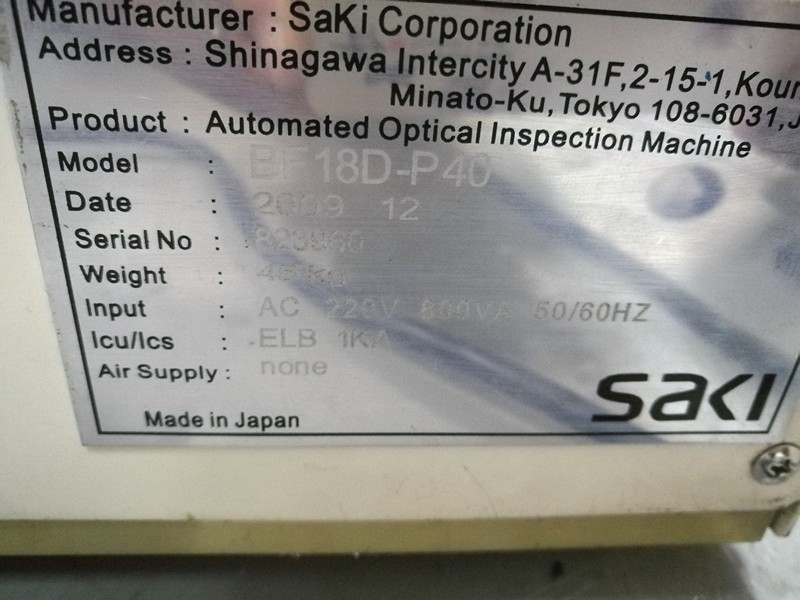 Manufacturer : SaKi Corporation
Address : Shinagawa Intercity A-31F,2-15-1,Kour
Minato-Ku,Tokyo 108-6031,J
Product : Automated Optical Inspection Machine
Model : BF18D-P40
Date : 2009 12
Serial No :
Weight :
Input : AC 220V 800VA 50/60HZ
Icu/Ics : ELB 1KA
Air Supply : none
saki
Made in Japan